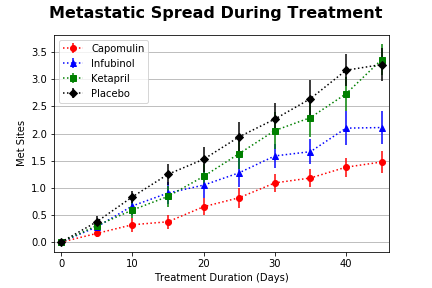 Metastatic Spread During Treatment
Capomulin
Infubinol
Ketapril
Placebo
Met Sites
3.5
3.0
2.5
2.0
1.5
1.0
0.5
0.0
0
10
20
30
40
Treatment Duration (Days)